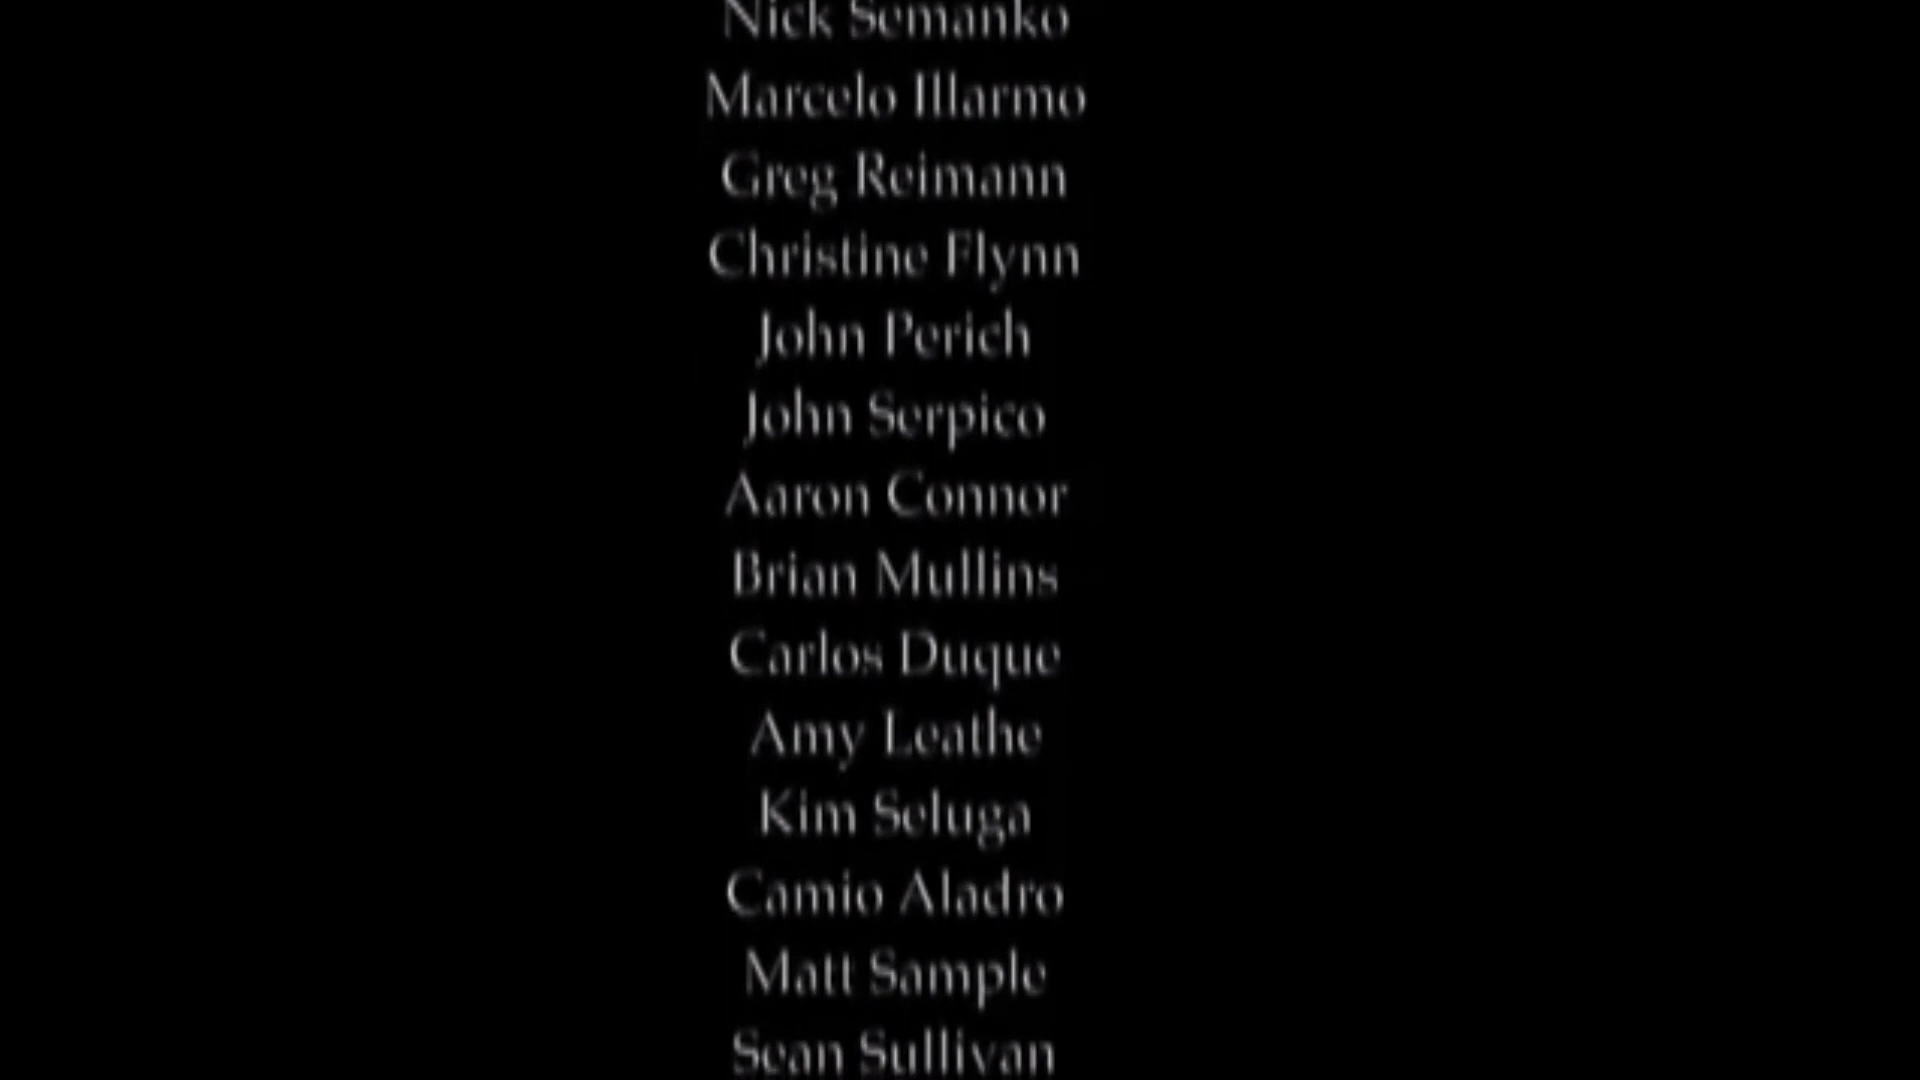 Nick Semanko
Marcelo Illarmo
Greg Reimann
Christine Flynn
John Perich
John Serpico
Aaron Connor
Brian Mullins
Carlos Duque
Amy Leathe
Kim Seluga
Camio Aladro
Matt Sample
Sean Sullivan